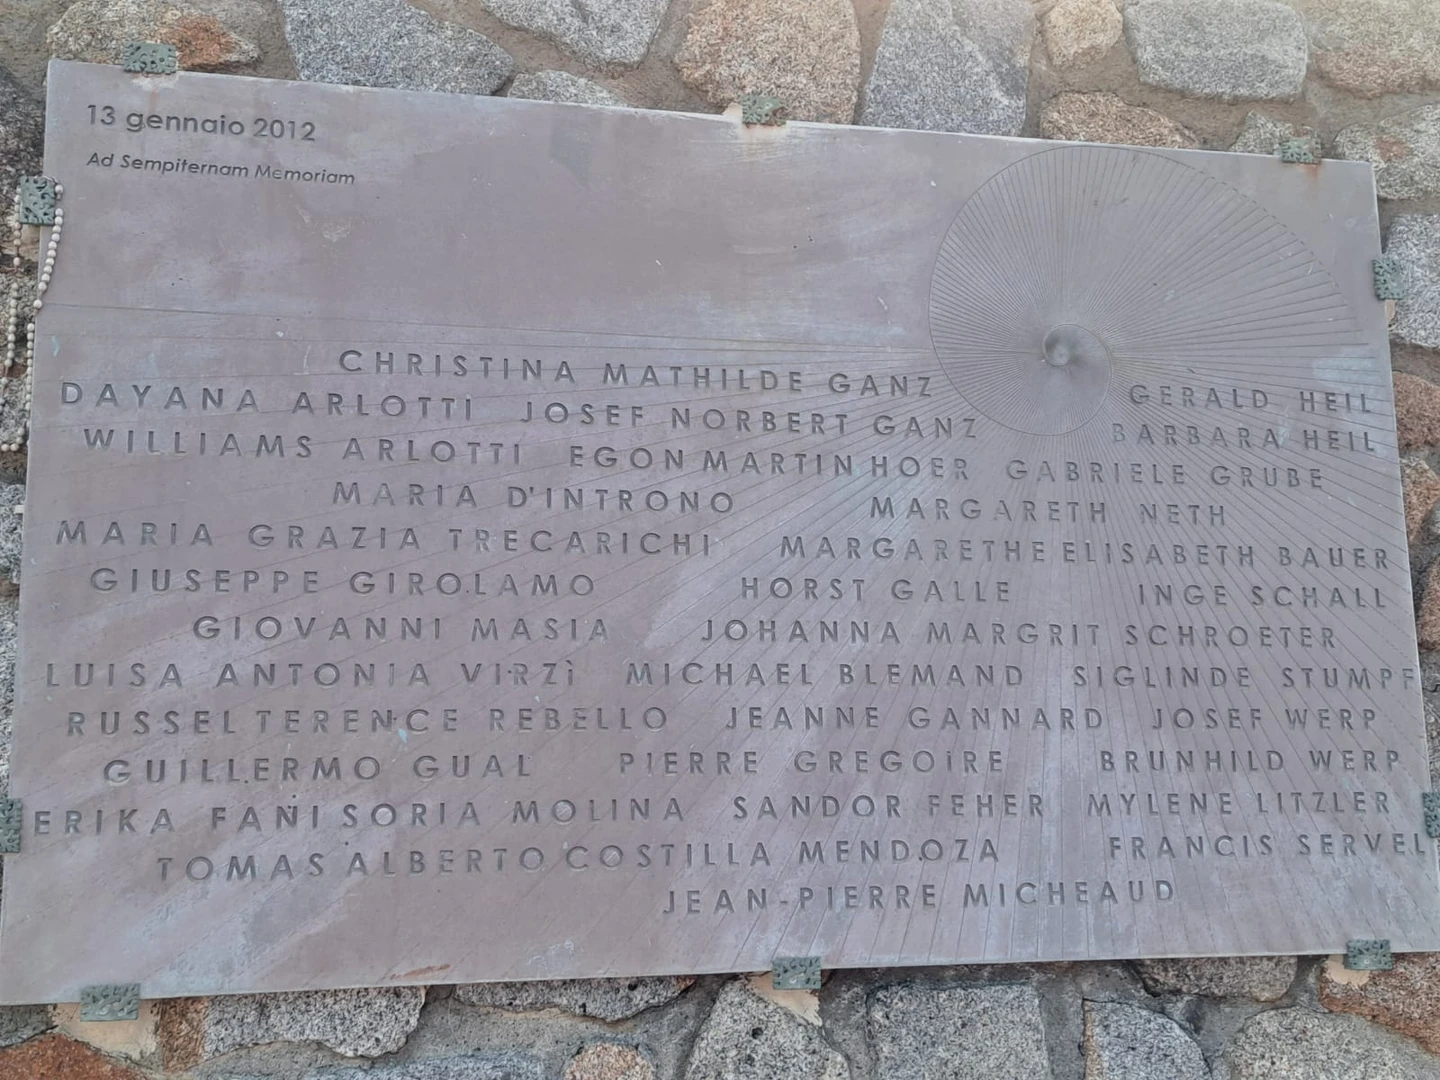 13 gennaio 2012
Ad Sempiternam Memoriam
CHRISTINA MATHILDE GANZ GERALD HEIL
DAYANA ARLOTTI JOSEF NORBERT GANZ BARBARA HEIL
WILLIAMS ARLOTTI EGON MARTIN HOER GABRIELE GRUBE
MARIA D'INTRONO MARGARETH NETH
MARIA GRAZIA TRECARICHI MARGARETHE ELISABETH BAUER
GIUSEPPE GIROLAMO HORST GALLE INGE SCHALL
GIOVANNI MASIA JOHANNA MARGRIT SCHROETER
LUISA ANTONIA VIRZì MICHAEL BLEMAND SIGLINDE STUMPF
RUSSEL TERENCE REBELLO JEANNE GANNARD JOSEF WERP
GUILLERMO GUAL PIERRE GREGOiRE BRUNHILD WERP
ERIKA FAÑI SORIA MOLINA SANDOR FEHER MYLENE LITZLER
TOMAS ALBERTO COSTILLA MENDOZA FRANCIS SERVEL
JEAN-PIERRE MICHEAUD